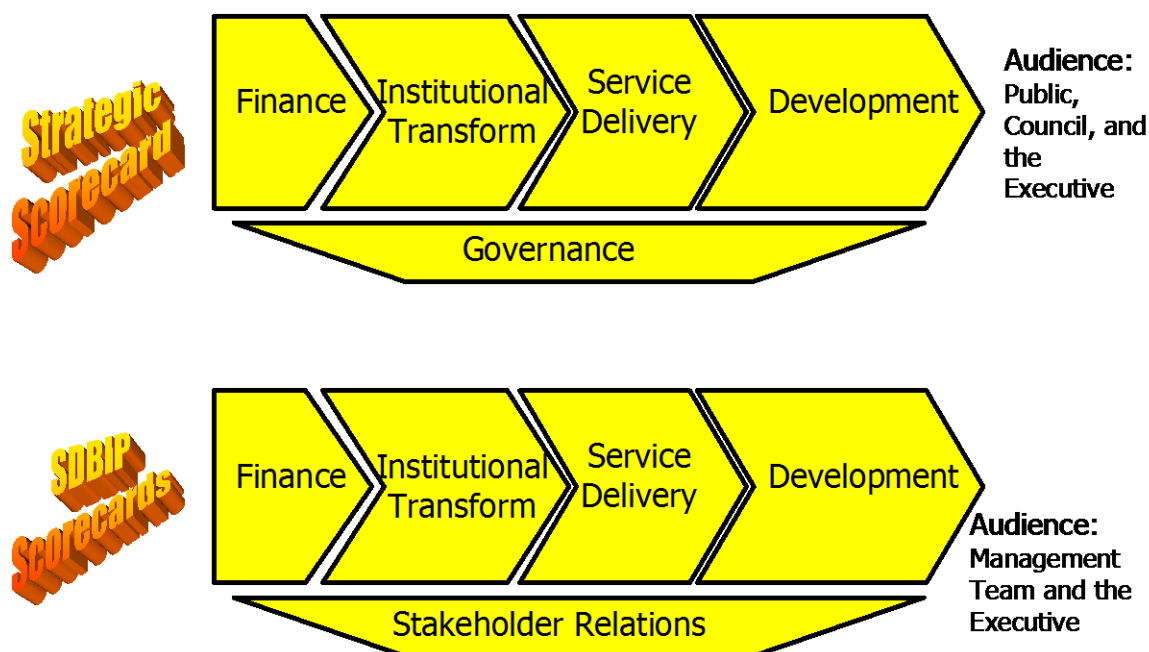 Strategic
Scorecard
Finance
Institutional
Transform
Service
Delivery
Development
Audience:
Public,
Council, and
the
Executive
Governance
SDBIP
Scorecards
Finance
Institutional
Transform
Service
Delivery
Development
Audience:
Management
Team and the
Executive
Stakeholder Relations